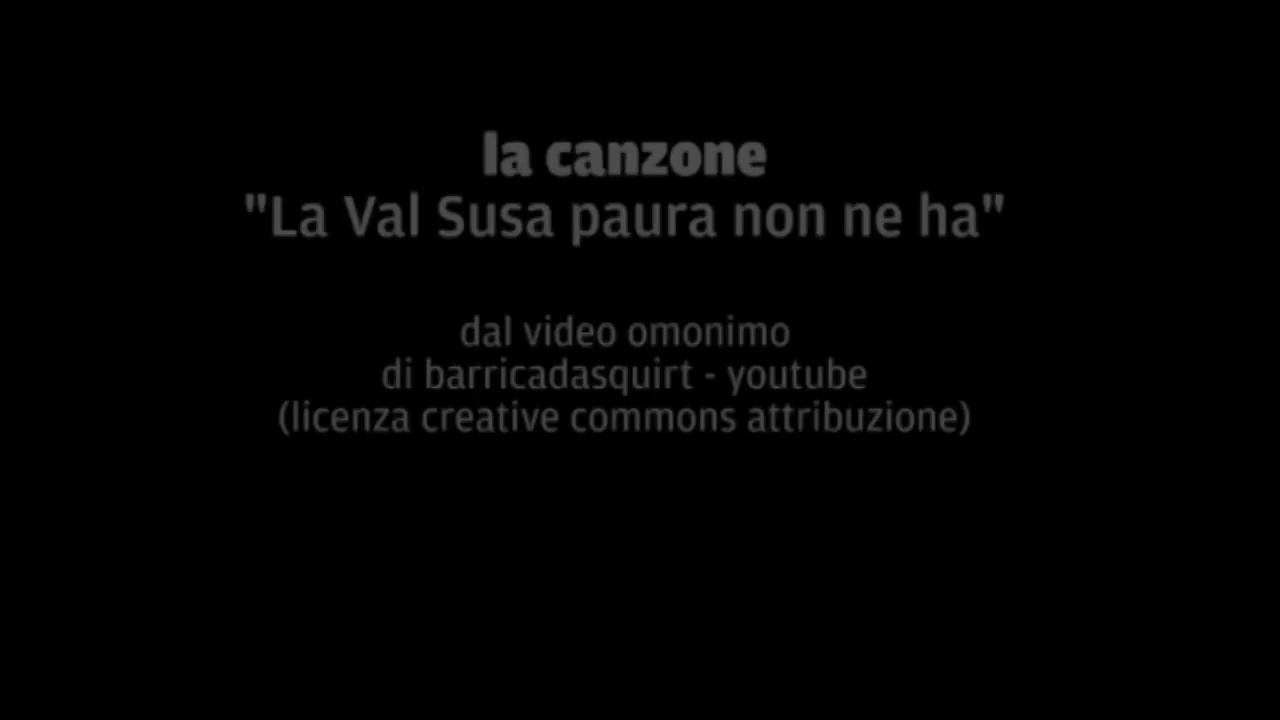 la canzone
"La Val Susa paura non ne ha"
dal video omonimo
di barricadasquirt - youtube
(licenza creative commons attribuzione)